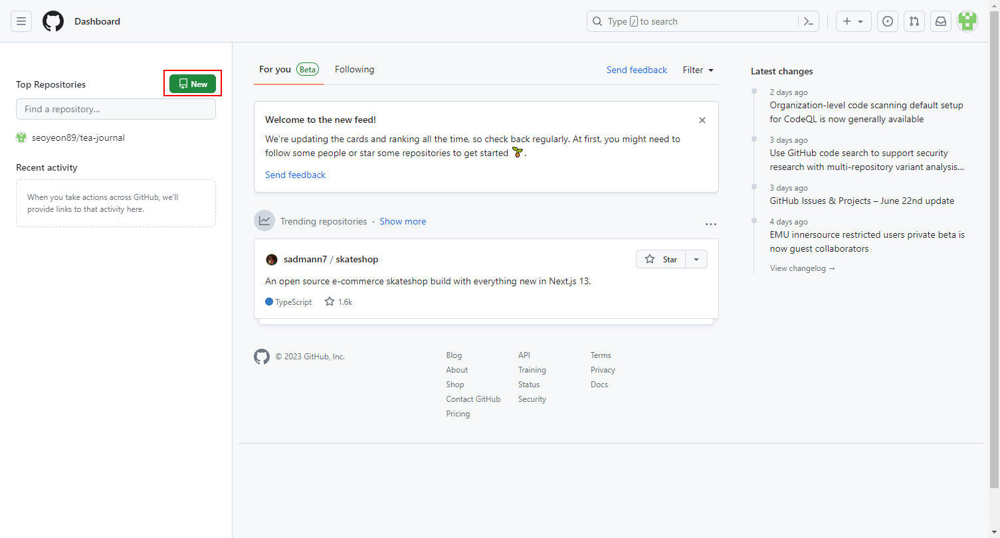 Dashboard
Type / to search
Top Repositories
New
Find a repository...
seoyeon89/tea-journal
Recent activity
When you take actions across GitHub, we'll
provide links to that activity here.
For you Beta
Following
Send feedback
Filter
Welcome to the new feed!
We're updating the cards and ranking all the time, so check back regularly. At first, you might need to
follow some people or star some repositories to get started 🌱.
Send feedback
Trending repositories · Show more
sadmann7 / skateshop
Star
An open source e-commerce skateshop build with everything new in Next.js 13.
TypeScript
1.6k
© 2023 GitHub, Inc.
Blog
About
Shop
Contact GitHub
Pricing
API
Training
Status
Security
Terms
Privacy
Docs
Latest changes
2 days ago
Organization-level code scanning default setup
for CodeQL is now generally available
3 days ago
Use GitHub code search to support security
research with multi-repository variant analysis...
3 days ago
GitHub Issues & Projects – June 22nd update
4 days ago
EMU innersource restricted users private beta is
now guest collaborators
View changelog →